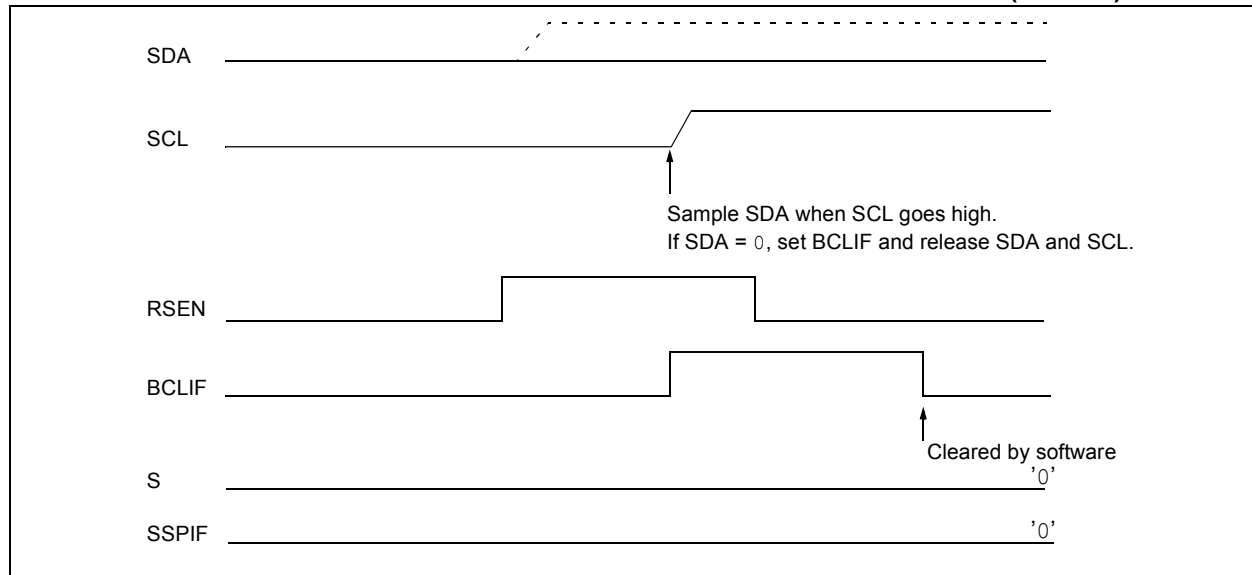 SDA
SCL
Sample SDA when SCL goes high.
If SDA = 0, set BCLIF and release SDA and SCL.
RSEN
BCLIF
Cleared by software
S
'0'
SSPIF
'0'